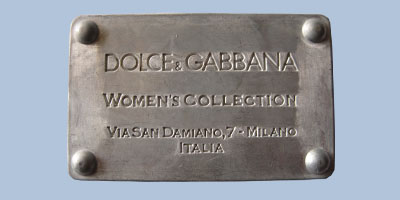 DOLCE & GABBANA
WOMEN'S COLLECTION
VIA SAN DAMIANO, 7 - MILANO
ITALIA